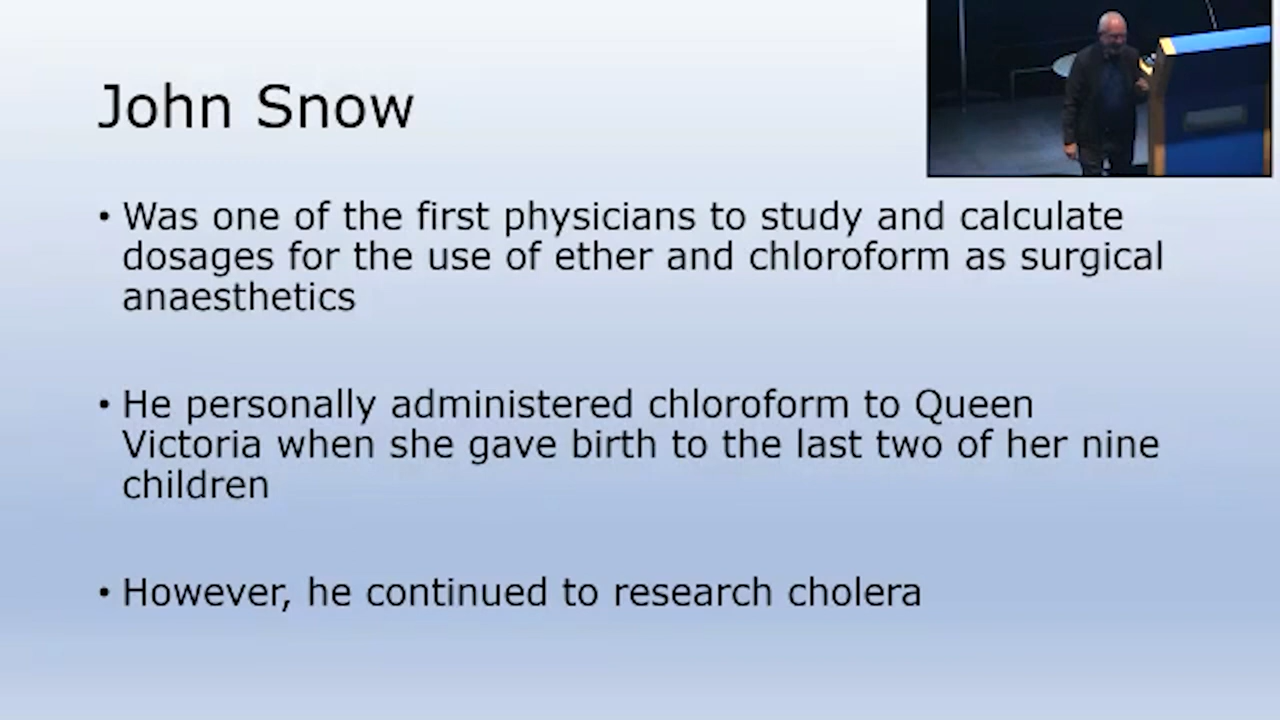 John Snow
• Was one of the first physicians to study and calculate
dosages for the use of ether and chloroform as surgical
anaesthetics
• He personally administered chloroform to Queen
Victoria when she gave birth to the last two of her nine
children
• However, he continued to research cholera